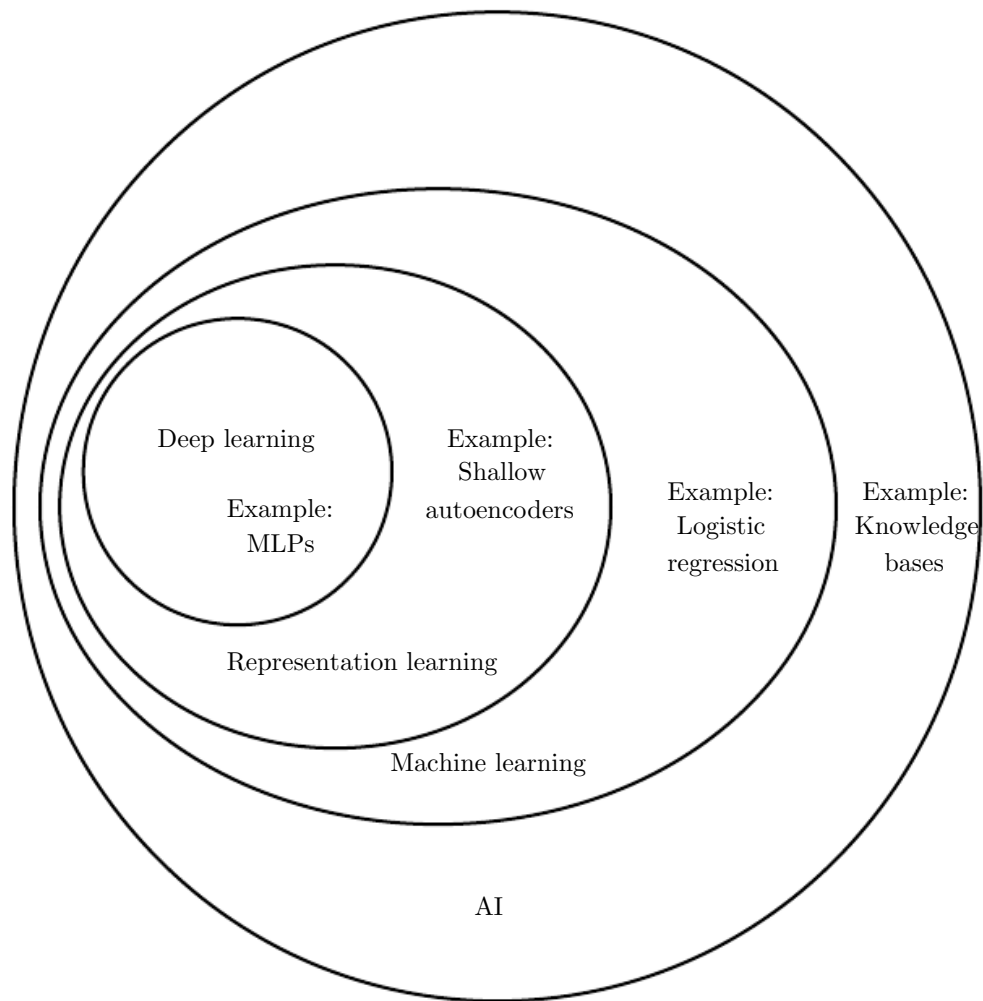 Deep learning
Example:
MLPs
Example:
Shallow
autoencoders
Example:
Logistic
regression
Example:
Knowledge
bases
Representation learning
Machine learning
AI